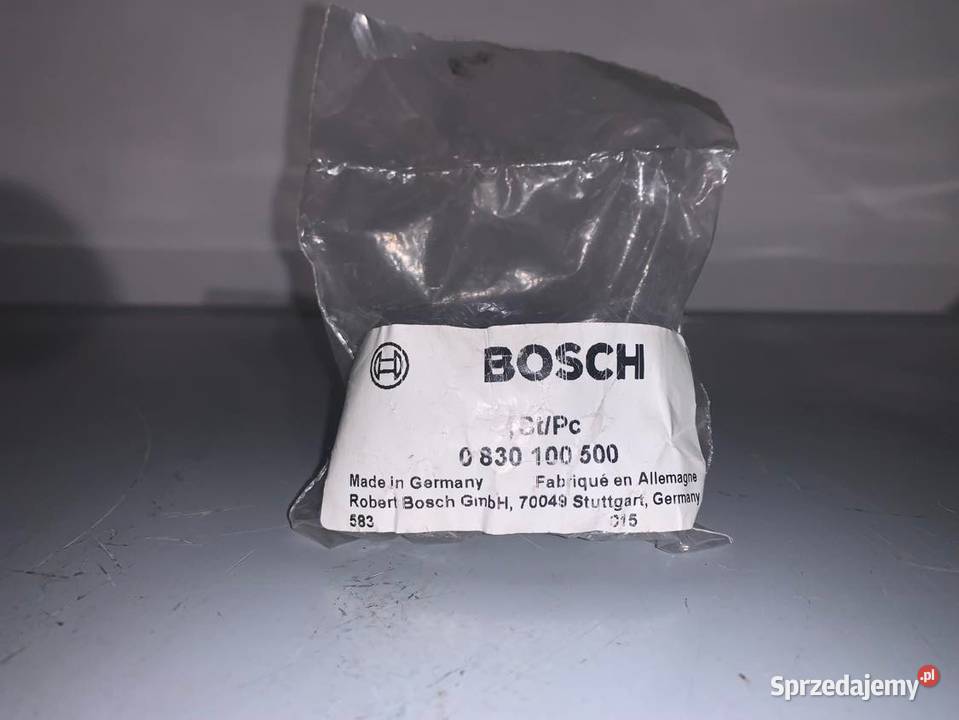 BOSCH
St/Pc
0 830 100 500
Made in Germany Fabriqué en Allemagne
Robert Bosch GmbH, 70049 Stuttgart, Germany
583 015
Sprzedajemy.pl